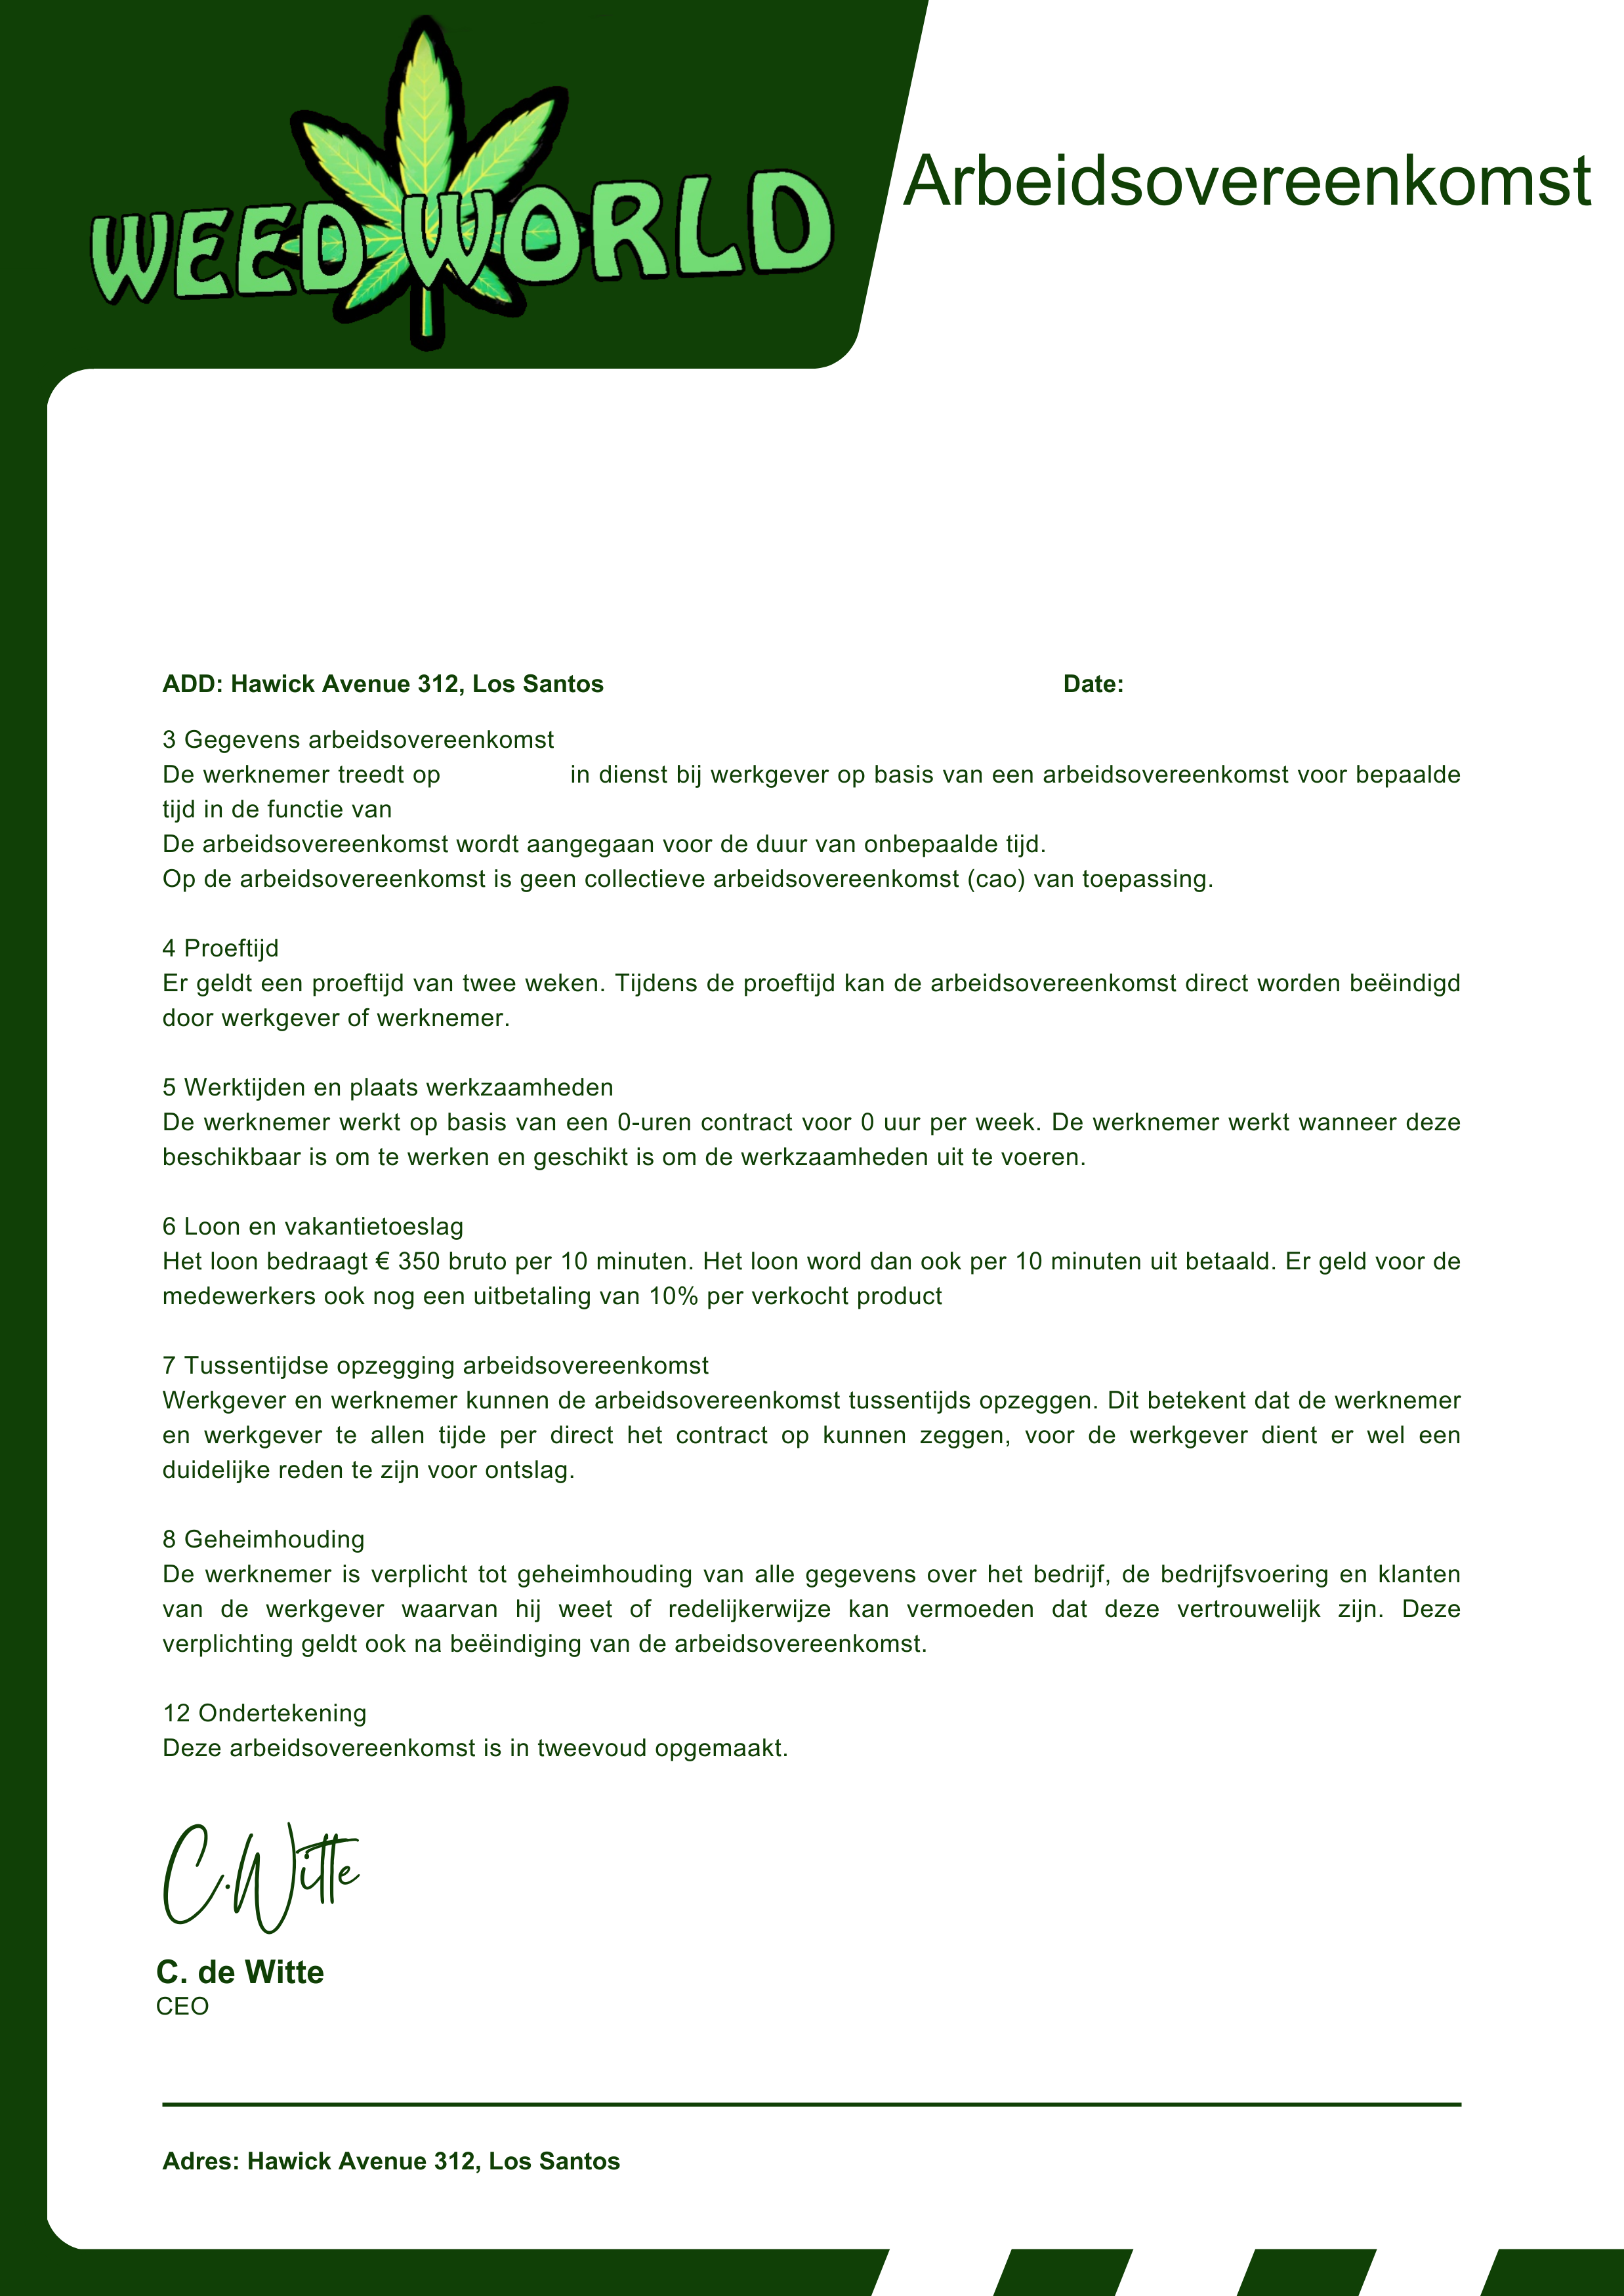 WEED WORLD
Arbeidsovereenkomst
ADD: Hawick Avenue 312, Los Santos Date:
3 Gegevens arbeidsovereenkomst
De werknemer treedt op in dienst bij werkgever op basis van een arbeidsovereenkomst voor bepaalde
tijd in de functie van
De arbeidsovereenkomst wordt aangegaan voor de duur van onbepaalde tijd.
Op de arbeidsovereenkomst is geen collectieve arbeidsovereenkomst (cao) van toepassing.
4 Proeftijd
Er geldt een proeftijd van twee weken. Tijdens de proeftijd kan de arbeidsovereenkomst direct worden beëindigd
door werkgever of werknemer.
5 Werktijden en plaats werkzaamheden
De werknemer werkt op basis van een 0-uren contract voor 0 uur per week. De werknemer werkt wanneer deze
beschikbaar is om te werken en geschikt is om de werkzaamheden uit te voeren.
6 Loon en vakantietoeslag
Het loon bedraagt € 350 bruto per 10 minuten. Het loon word dan ook per 10 minuten uit betaald. Er geld voor de
medewerkers ook nog een uitbetaling van 10% per verkocht product
7 Tussentijdse opzegging arbeidsovereenkomst
Werkgever en werknemer kunnen de arbeidsovereenkomst tussentijds opzeggen. Dit betekent dat de werknemer
en werkgever te allen tijde per direct het contract op kunnen zeggen, voor de werkgever dient er wel een
duidelijke reden te zijn voor ontslag.
8 Geheimhouding
De werknemer is verplicht tot geheimhouding van alle gegevens over het bedrijf, de bedrijfsvoering en klanten
van de werkgever waarvan hij weet of redelijkerwijze kan vermoeden dat deze vertrouwelijk zijn. Deze
verplichting geldt ook na beëindiging van de arbeidsovereenkomst.
12 Ondertekening
Deze arbeidsovereenkomst is in tweevoud opgemaakt.
C.Witte
C. de Witte
CEO
Adres: Hawick Avenue 312, Los Santos